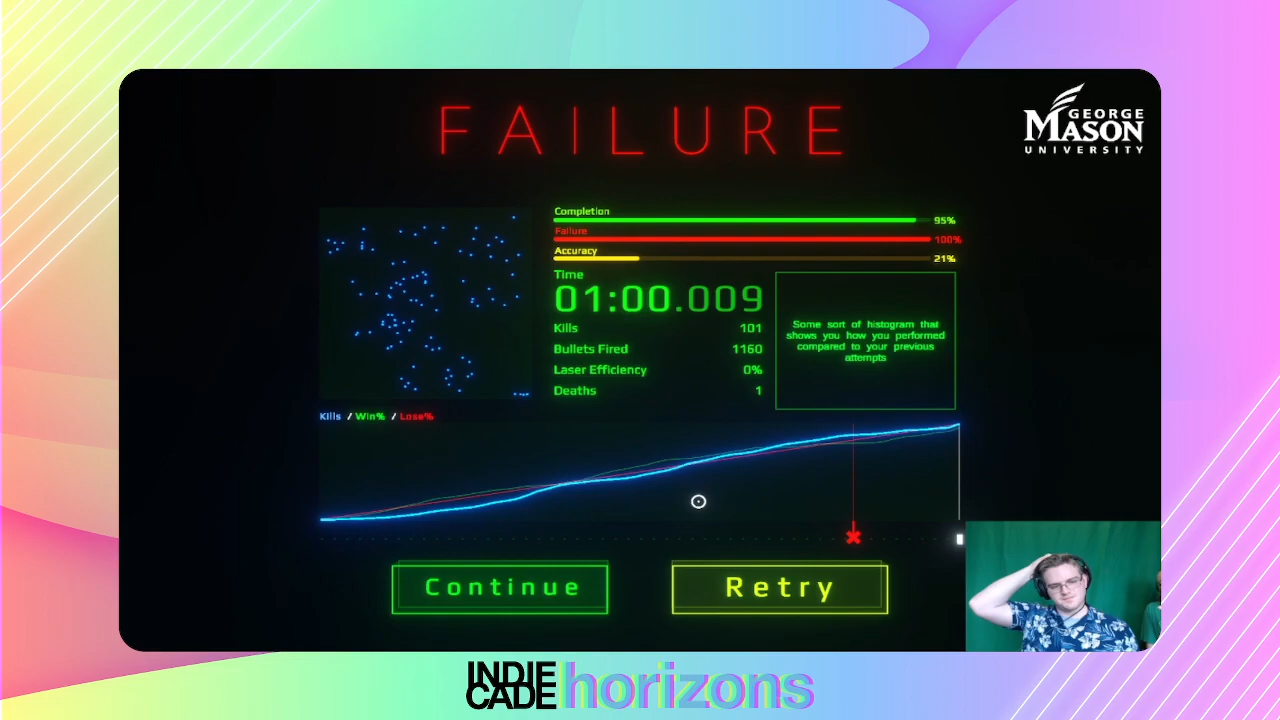 FAILURE
GEORGE
MASON
UNIVERSITY
Completion 95%
Failure 100%
Accuracy 21%
Time
01:00.009
Kills 101
Bullets Fired 1160
Laser Efficiency 0%
Deaths 1
Some sort of histogram that
shows you how you performed
compared to your previous
attempts
Kills / Win% / Lose%
Continue
Retry
INDIE
CADE
horizons